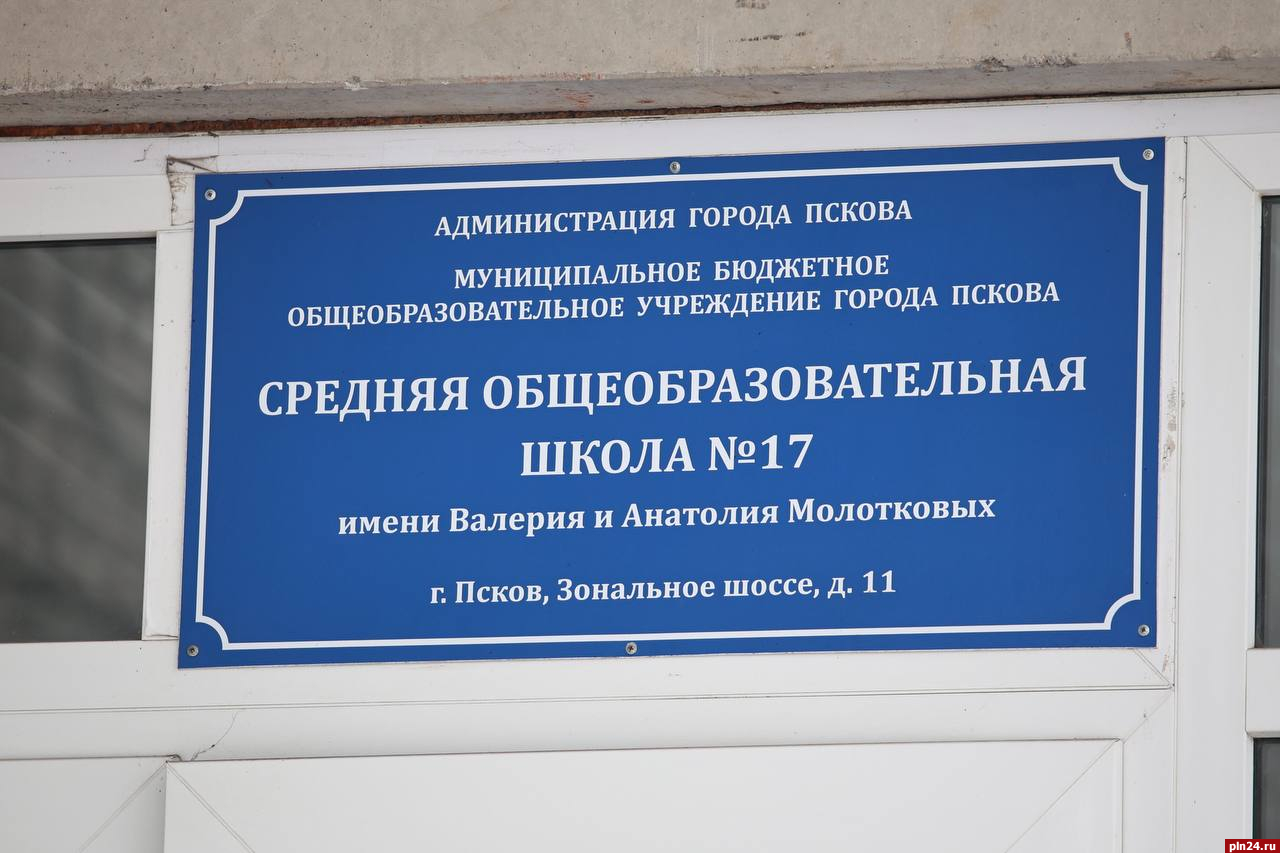 АДМИНИСТРАЦИЯ ГОРОДА ПСКОВА
МУНИЦИПАЛЬНОЕ БЮДЖЕТНОЕ
ОБЩЕОБРАЗОВАТЕЛЬНОЕ УЧРЕЖДЕНИЕ ГОРОДА ПСКОВА
СРЕДНЯЯ ОБЩЕОБРАЗОВАТЕЛЬНАЯ
ШКОЛА №17
имени Валерия и Анатолия Молотковых
г. Псков, Зональное шоссе, д. 11
pln24.ru